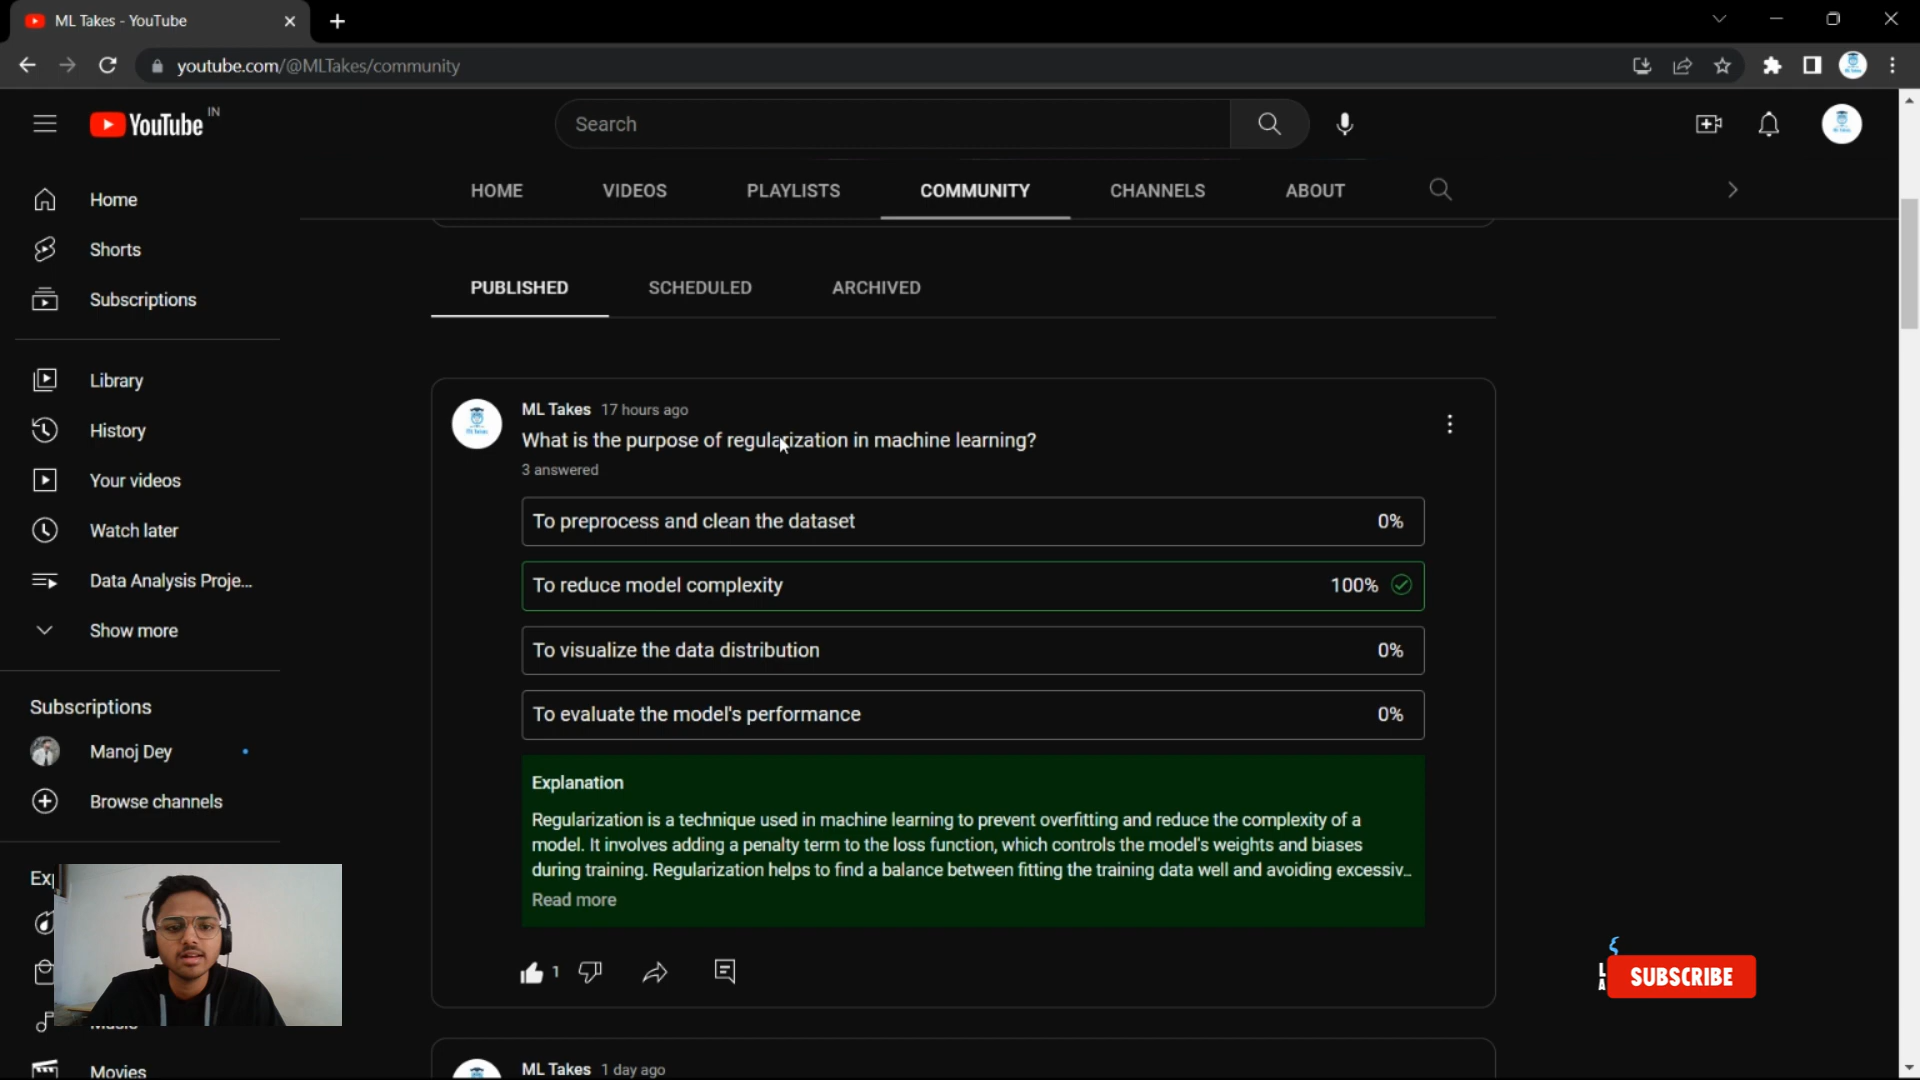 ML Takes - YouTube
youtube.com/@MLTakes/community
YouTube IN
Search
HOME VIDEOS PLAYLISTS COMMUNITY CHANNELS ABOUT
Home
Shorts
Subscriptions
Library
History
Your videos
Watch later
Data Analysis Proje...
Show more
Subscriptions
Manoj Dey
Browse channels
Exp
Music
Movies
PUBLISHED SCHEDULED ARCHIVED
ML Takes 17 hours ago
What is the purpose of regularization in machine learning?
3 answered
To preprocess and clean the dataset 0%
To reduce model complexity 100%
To visualize the data distribution 0%
To evaluate the model's performance 0%
Explanation
Regularization is a technique used in machine learning to prevent overfitting and reduce the complexity of a
model. It involves adding a penalty term to the loss function, which controls the model's weights and biases
during training. Regularization helps to find a balance between fitting the training data well and avoiding excessiv...
Read more
1
SUBSCRIBE
ML Takes 1 day ago